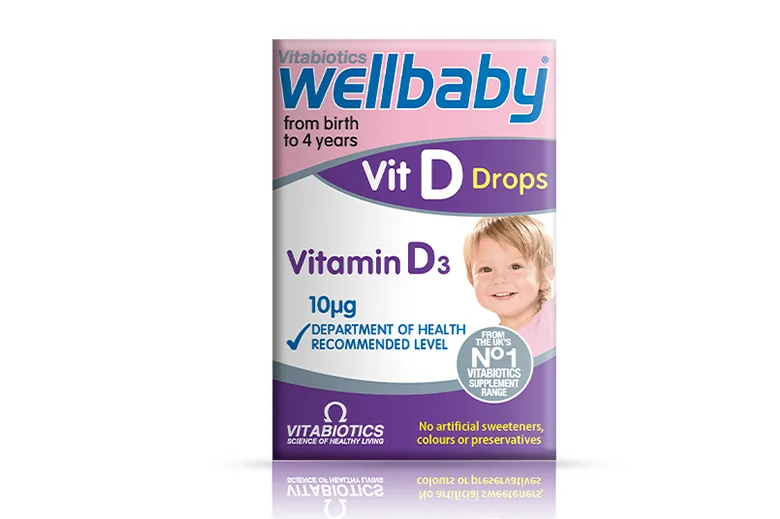 Vitabiotics
wellbaby®
from birth
to 4 years
Vit D Drops
Vitamin D3
10µg
DEPARTMENT OF HEALTH
RECOMMENDED LEVEL
FROM
THE UK'S
Nº1
VITABIOTICS
SUPPLEMENT
RANGE
VITABIOTICS
SCIENCE OF HEALTHY LIVING
No artificial sweeteners,
colours or preservatives